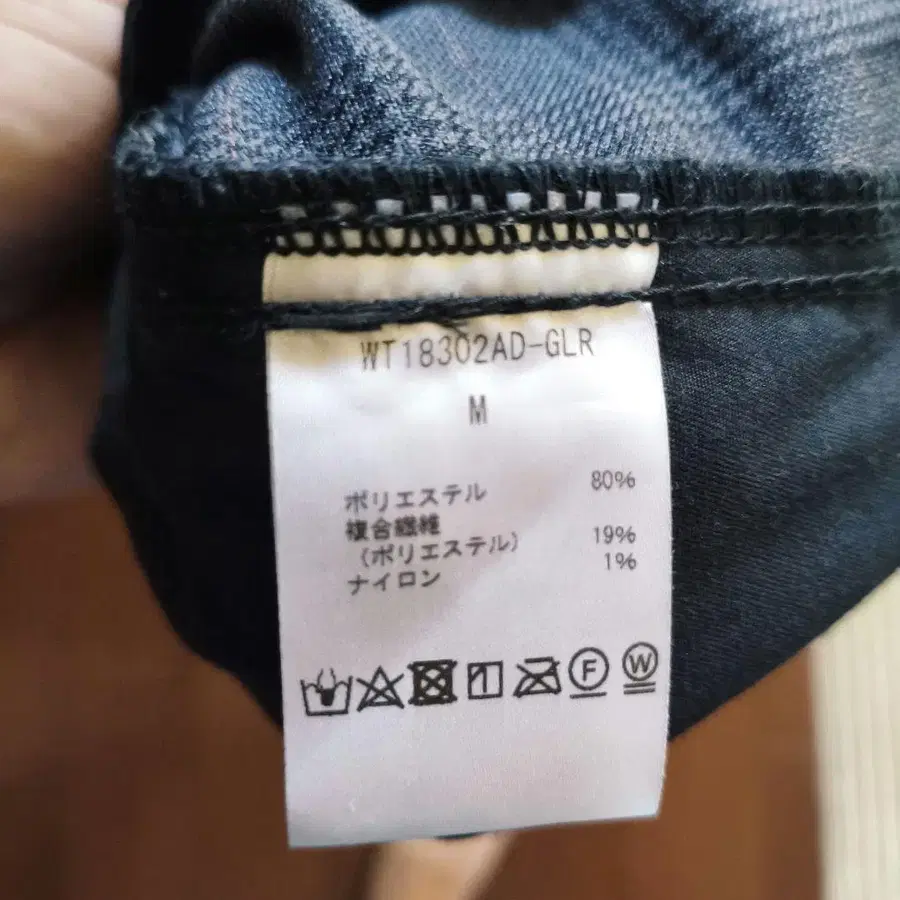 WT18302AD-GLR
M
ポリエステル 80%
複合繊維
(ポリエステル) 19%
ナイロン 1%
F W